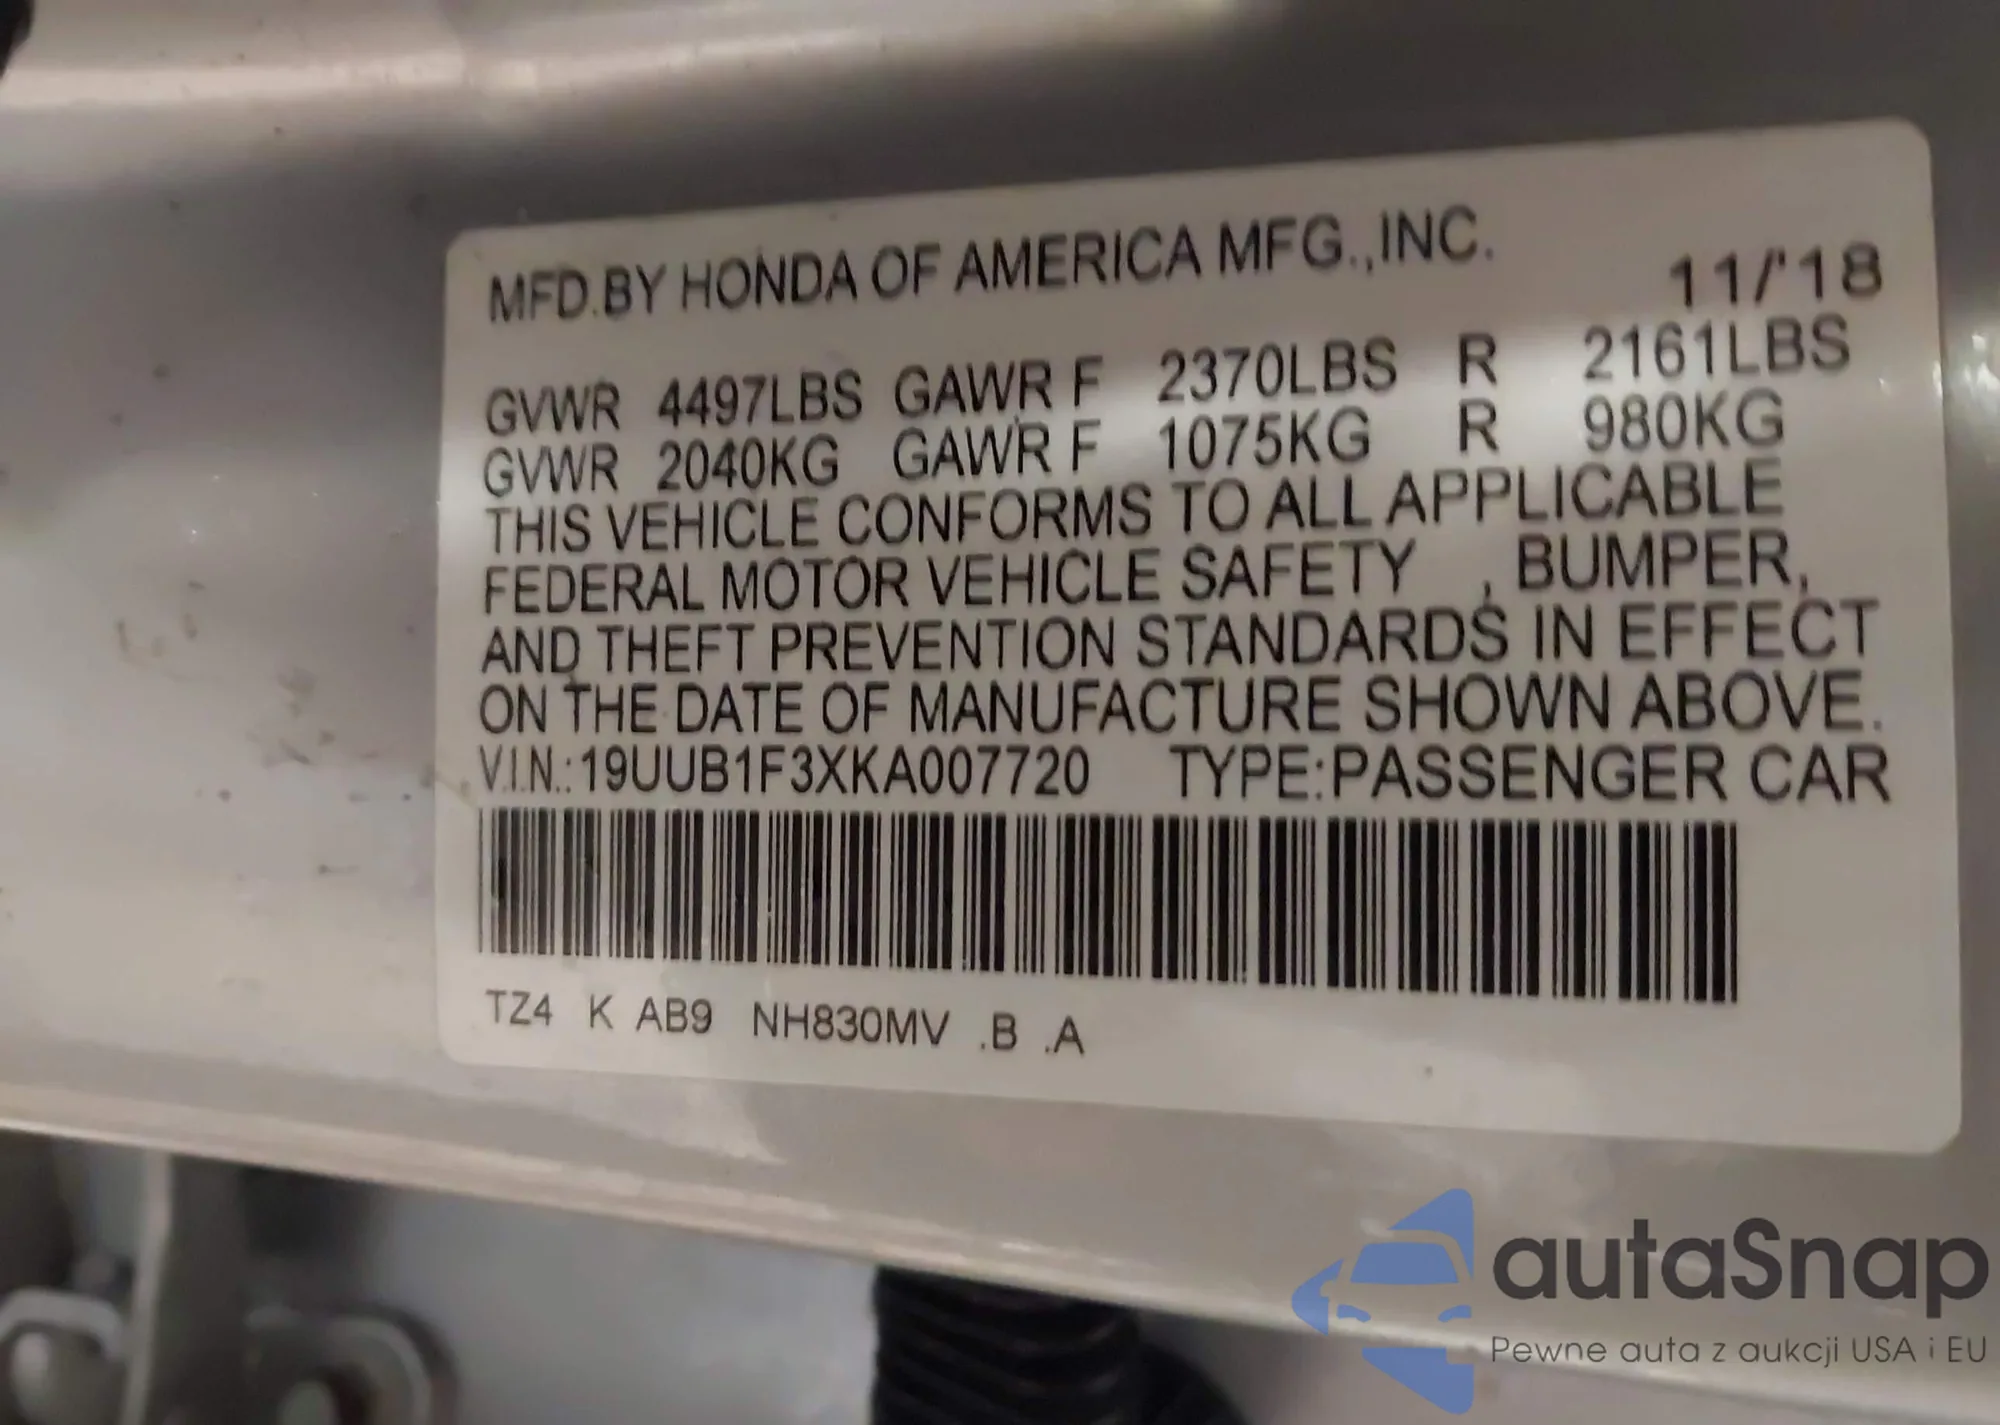 MFD.BY HONDA OF AMERICA MFG.,INC.
11/'18
GVWR 4497LBS GAWR F 2370LBS R 2161LBS
GVWR 2040KG GAWR F 1075KG R 980KG
THIS VEHICLE CONFORMS TO ALL APPLICABLE
FEDERAL MOTOR VEHICLE SAFETY , BUMPER,
AND THEFT PREVENTION STANDARDS IN EFFECT
ON THE DATE OF MANUFACTURE SHOWN ABOVE.
V.I.N.:19UUB1F3XKA007720 TYPE:PASSENGER CAR
TZ4 K AB9 NH830MV .B .A
autaSnap
Pewne auta z aukcji USA i EU